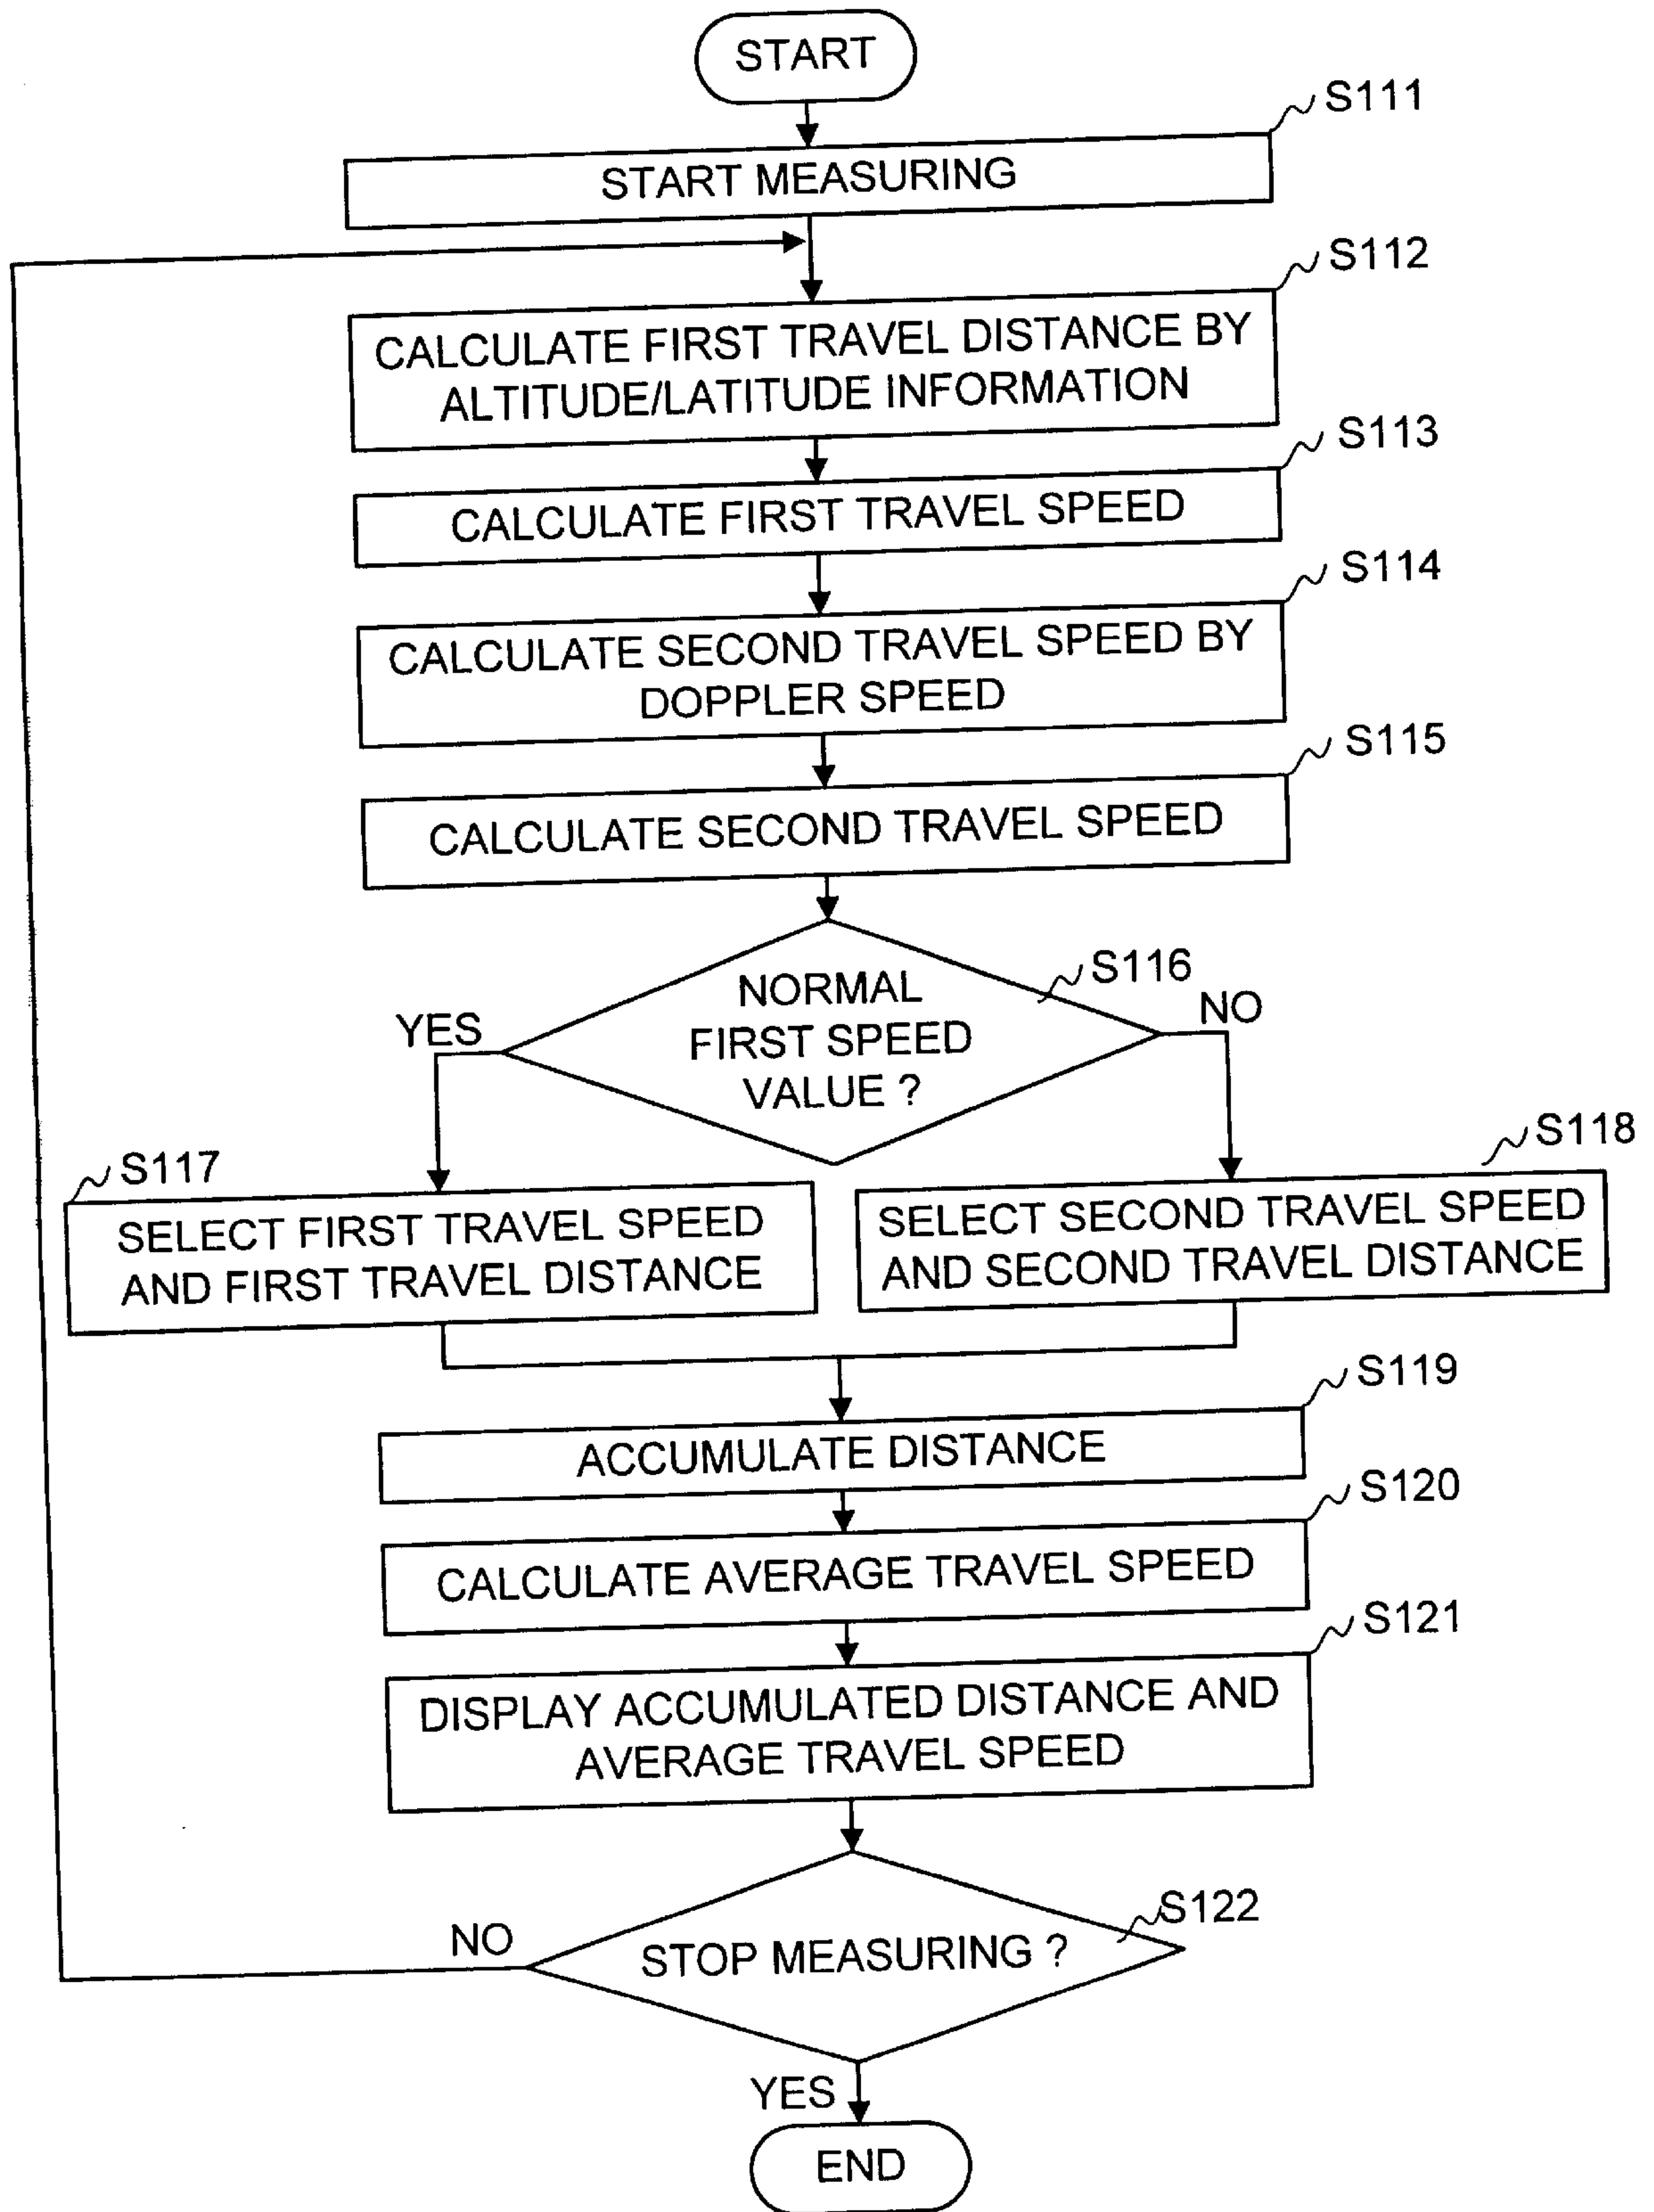 START
S111
START MEASURING
S112
CALCULATE FIRST TRAVEL DISTANCE BY
ALTITUDE/LATITUDE INFORMATION
S113
CALCULATE FIRST TRAVEL SPEED
S114
CALCULATE SECOND TRAVEL SPEED BY
DOPPLER SPEED
S115
CALCULATE SECOND TRAVEL SPEED
S116
NORMAL
FIRST SPEED
VALUE ?
YES
NO
S117
SELECT FIRST TRAVEL SPEED
AND FIRST TRAVEL DISTANCE
S118
SELECT SECOND TRAVEL SPEED
AND SECOND TRAVEL DISTANCE
S119
ACCUMULATE DISTANCE
S120
CALCULATE AVERAGE TRAVEL SPEED
S121
DISPLAY ACCUMULATED DISTANCE AND
AVERAGE TRAVEL SPEED
S122
NO
STOP MEASURING ?
YES
END